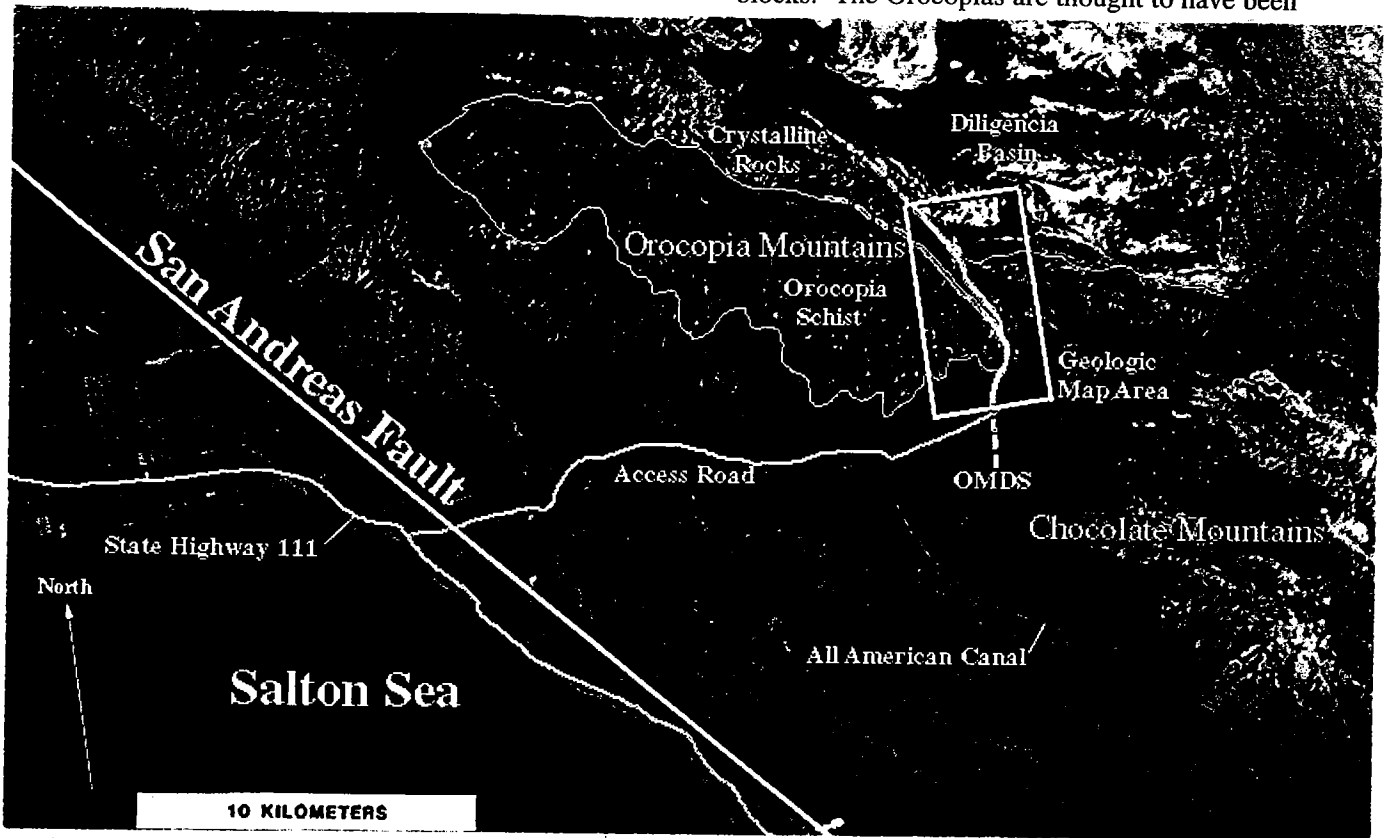 blocks. The Orocopias are thought to have been
Crystalline
Rocks
Diligencia
Basin
Orocopia Mountains
Orocopia
Schist
San Andreas Fault
Geologic
Map Area
Access Road
OMDS
State Highway 111
Chocolate Mountains
North
All American Canal
Salton Sea
10 KILOMETERS